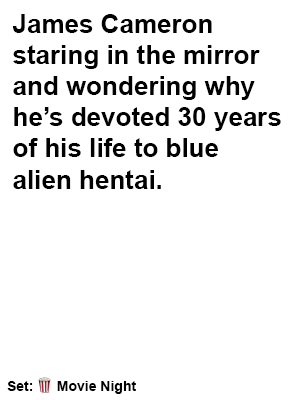 James Cameron
staring in the mirror
and wondering why
he’s devoted 30 years
of his life to blue
alien hentai.
Set: 🍿 Movie Night